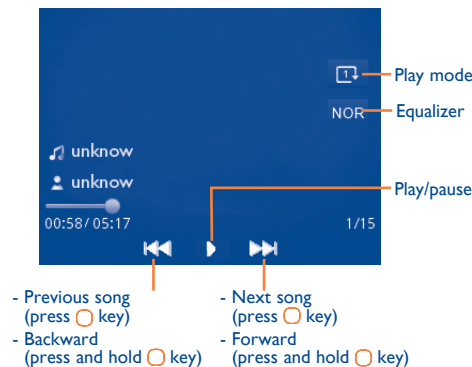 1
Play mode
NOR
Equalizer
unknow
unknow
Play/pause
00:58/ 05:17
1/15
- Previous song
(press key)
- Backward
(press and hold key)
- Next song
(press key)
- Forward
(press and hold key)